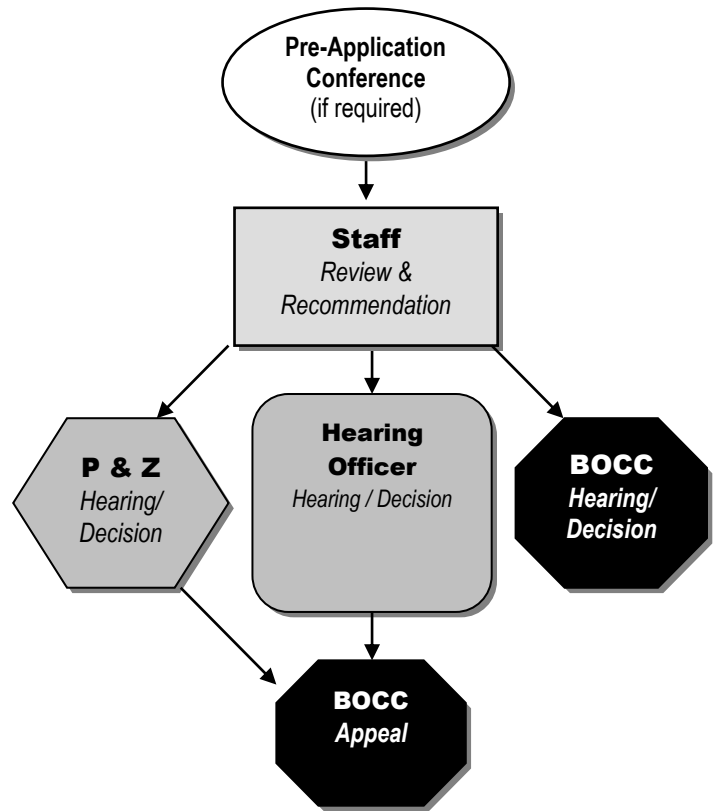 Pre-Application
Conference
(if required)
Staff
Review &
Recommendation
P & Z
Hearing/
Decision
Hearing
Officer
Hearing / Decision
BOCC
Hearing/
Decision
BOCC
Appeal